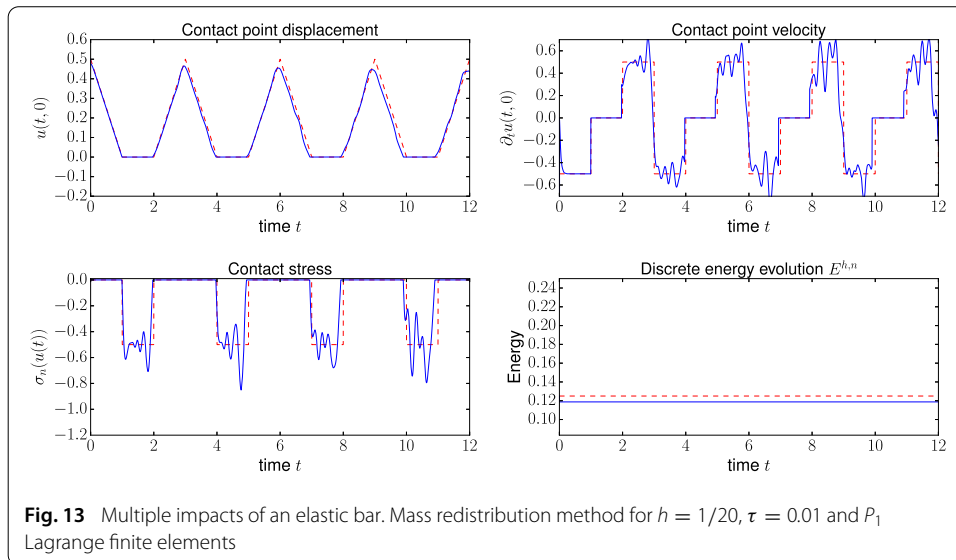 Contact point displacement
0.6
0.5
0.4
0.3
0.2
0.1
0.0
−0.1
−0.2
u(t, 0)
0 2 4 6 8 10 12
time t
Contact point velocity
0.6
0.4
0.2
0.0
−0.2
−0.4
−0.6
∂ₜu(t, 0)
0 2 4 6 8 10 12
time t
Contact stress
0.0
−0.2
−0.4
−0.6
−0.8
−1.0
−1.2
σₙ(u(t))
0 2 4 6 8 10 12
time t
Discrete energy evolution E^{h,n}
0.24
0.22
0.20
0.18
0.16
0.14
0.12
0.10
Energy
0 2 4 6 8 10 12
time t
Fig. 13 Multiple impacts of an elastic bar. Mass redistribution method for h = 1/20, τ = 0.01 and P₁
Lagrange finite elements